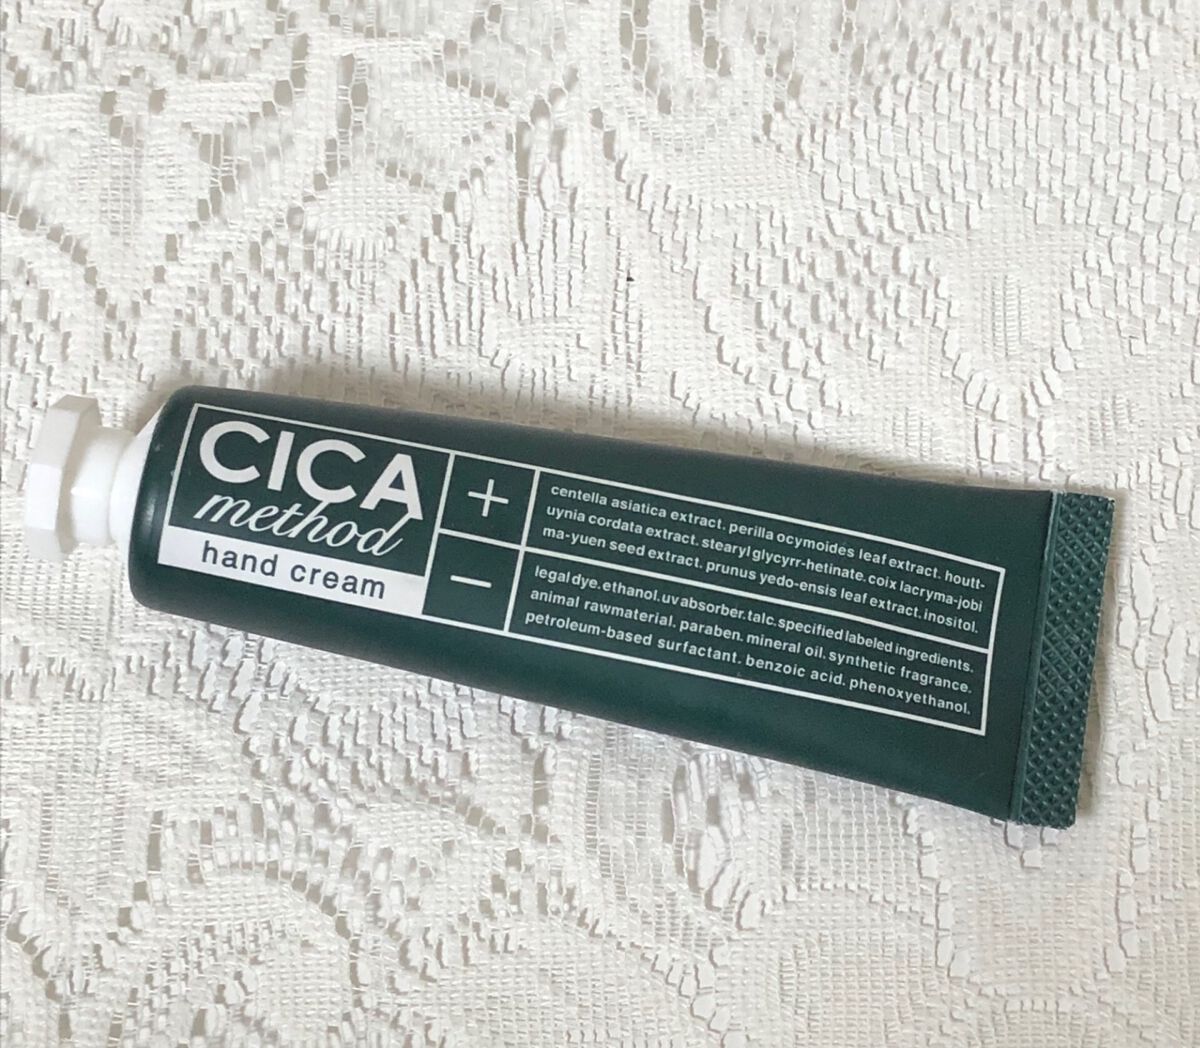 CICA
method
hand cream
+
centella asiatica extract. perilla ocymoides leaf extract. houtt-
uynia cordata extract. stearyl glycyrr-hetinate. coix lacryma-jobi
ma-yuen seed extract. prunus yedo-ensis leaf extract. inositol.
−
legal dye. ethanol. uv absorber. talc. specified labeled ingredients.
animal rawmaterial. paraben. mineral oil. synthetic fragrance.
petroleum-based surfactant. benzoic acid. phenoxyethanol.